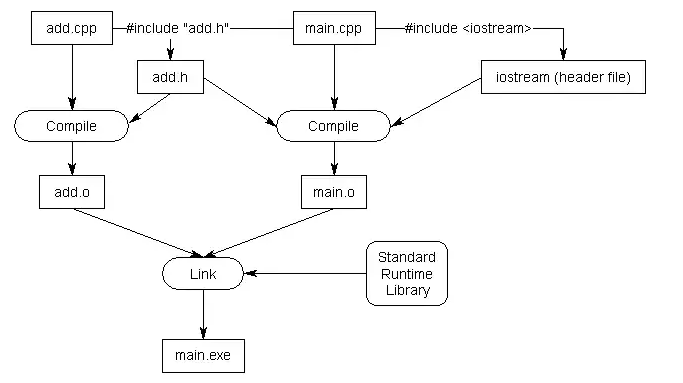 add.cpp
#include "add.h"
main.cpp
#include <iostream>
add.h
iostream (header file)
Compile
Compile
add.o
main.o
Link
Standard
Runtime
Library
main.exe